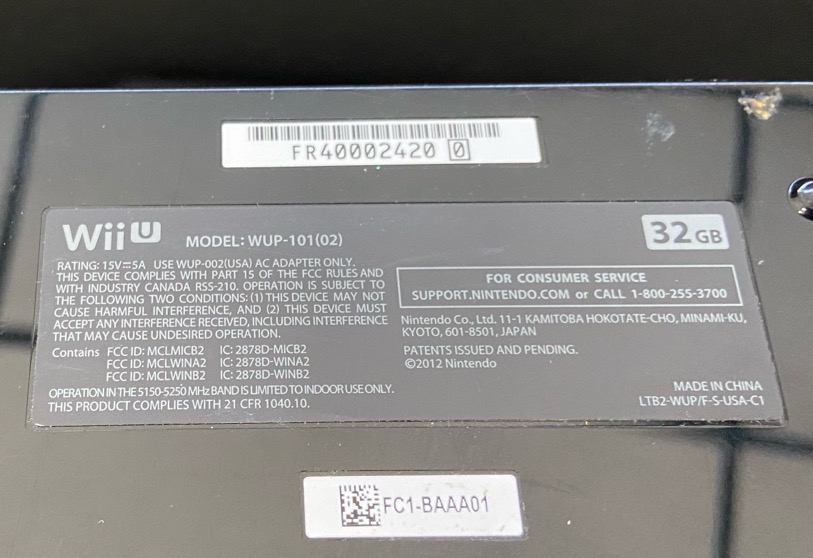 FR40002420 0
Wii U MODEL: WUP-101(02)
32 GB
RATING: 15V⎓5A USE WUP-002(USA) AC ADAPTER ONLY.
THIS DEVICE COMPLIES WITH PART 15 OF THE FCC RULES AND
WITH INDUSTRY CANADA RSS-210. OPERATION IS SUBJECT TO
THE FOLLOWING TWO CONDITIONS: (1) THIS DEVICE MAY NOT
CAUSE HARMFUL INTERFERENCE, AND (2) THIS DEVICE MUST
ACCEPT ANY INTERFERENCE RECEIVED, INCLUDING INTERFERENCE
THAT MAY CAUSE UNDESIRED OPERATION.
Contains FCC ID: MCLMICB2 IC: 2878D-MICB2
FCC ID: MCLWINA2 IC: 2878D-WINA2
FCC ID: MCLWINB2 IC: 2878D-WINB2
OPERATION IN THE 5150-5250 MHz BAND IS LIMITED TO INDOOR USE ONLY.
THIS PRODUCT COMPLIES WITH 21 CFR 1040.10.
FOR CONSUMER SERVICE
SUPPORT.NINTENDO.COM or CALL 1-800-255-3700
Nintendo Co., Ltd. 11-1 KAMITOBA HOKOTATE-CHO, MINAMI-KU,
KYOTO, 601-8501, JAPAN
PATENTS ISSUED AND PENDING.
©2012 Nintendo
MADE IN CHINA
LTB2-WUP/F-S-USA-C1
FC1-BAAA01